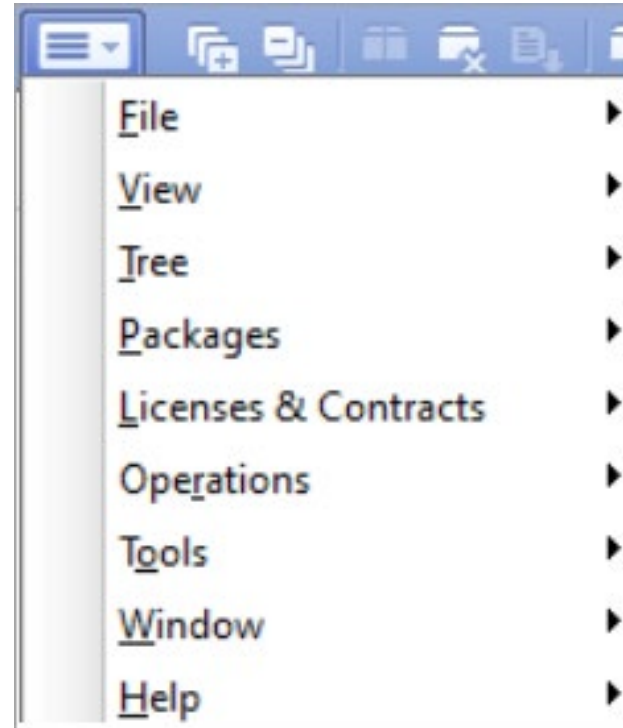 File
View
Tree
Packages
Licenses & Contracts
Operations
Tools
Window
Help